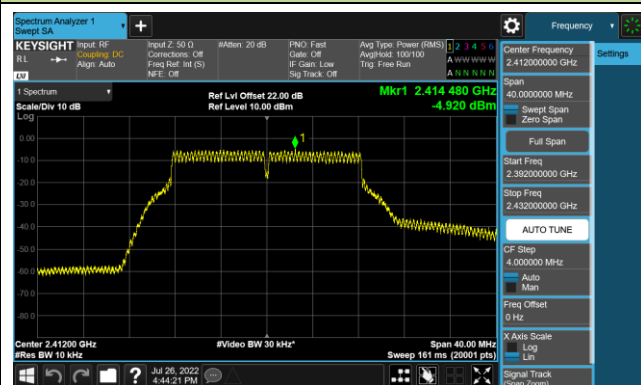 Spectrum Analyzer 1
Swept SA
Frequency
KEYSIGHT
RL
LXI
Input: RF
Coupling: DC
Align: Auto
Input Z: 50 Ω
Corrections: Off
Freq Ref: Int (S)
NFE: Off
#Atten: 20 dB
PNO: Fast
Gate: Off
IF Gain: Low
Sig Track: Off
Avg Type: Power (RMS)
Avg|Hold: 100/100
Trig: Free Run
1 2 3 4 5 6
A W W W W W
A N N N N N
1 Spectrum
Scale/Div 10 dB
Log
Ref Lvl Offset 22.00 dB
Ref Level 10.00 dBm
Mkr1 2.414 480 GHz
-4.920 dBm
1
0.00
-10.0
-20.0
-30.0
-40.0
-50.0
-60.0
-70.0
-80.0
Center 2.41200 GHz
#Res BW 10 kHz
#Video BW 30 kHz*
Span 40.00 MHz
Sweep 161 ms (20001 pts)
Jul 26, 2022
4:44:21 PM
Center Frequency
2.412000000 GHz
Settings
Span
40.0000000 MHz
Swept Span
Zero Span
Full Span
Start Freq
2.392000000 GHz
Stop Freq
2.432000000 GHz
AUTO TUNE
CF Step
4.000000 MHz
Auto
Man
Freq Offset
0 Hz
X Axis Scale
Log
Lin
Signal Track
(Span Zoom)